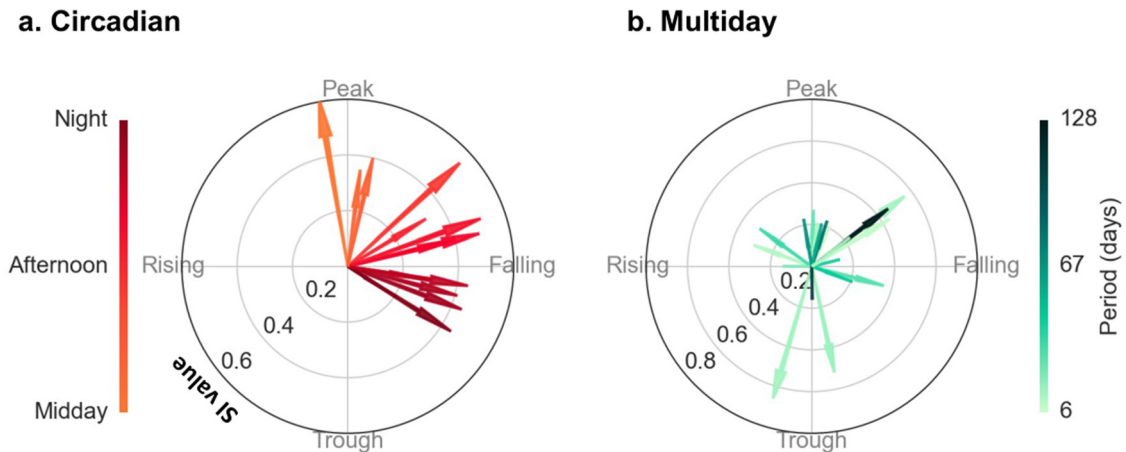 a. Circadian
b. Multiday
Peak
Night
Afternoon
Midday
Rising
Falling
0.2
0.4
0.6
SI value
Trough
Peak
Rising
Falling
0.2
0.4
0.6
0.8
Trough
128
67
6
Period (days)